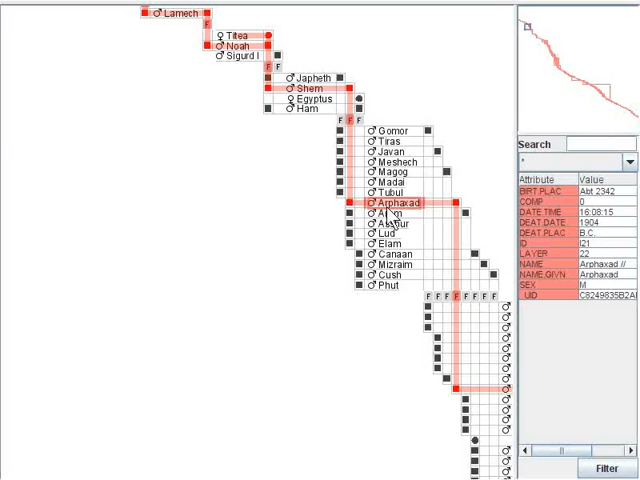 ♂ Lamech
F
♀ Titea
♂ Noah
♂ Sigurd I
F F
♂ Japheth
♂ Shem
♀ Egyptus
♂ Ham
F F F
♂ Gomor
♂ Tiras
♂ Javan
♂ Meshech
♂ Magog
♂ Madai
♂ Tubul
♂ Arphaxad
♂ Lud
♂ Elam
♂ Canaan
♂ Mizraim
♂ Cush
♂ Phut
F F F F F F F F
Search
*
Attribute Value
BIRT.PLAC Abt 2342
COMP 0
DATE.TIME 16:08:15
DEAT.DATE 1904
DEAT.PLAC B.C.
ID I21
LAYER 22
NAME Arphaxad //
NAME.GIVN Arphaxad
SEX M
_UID C8249835B2A
Filter